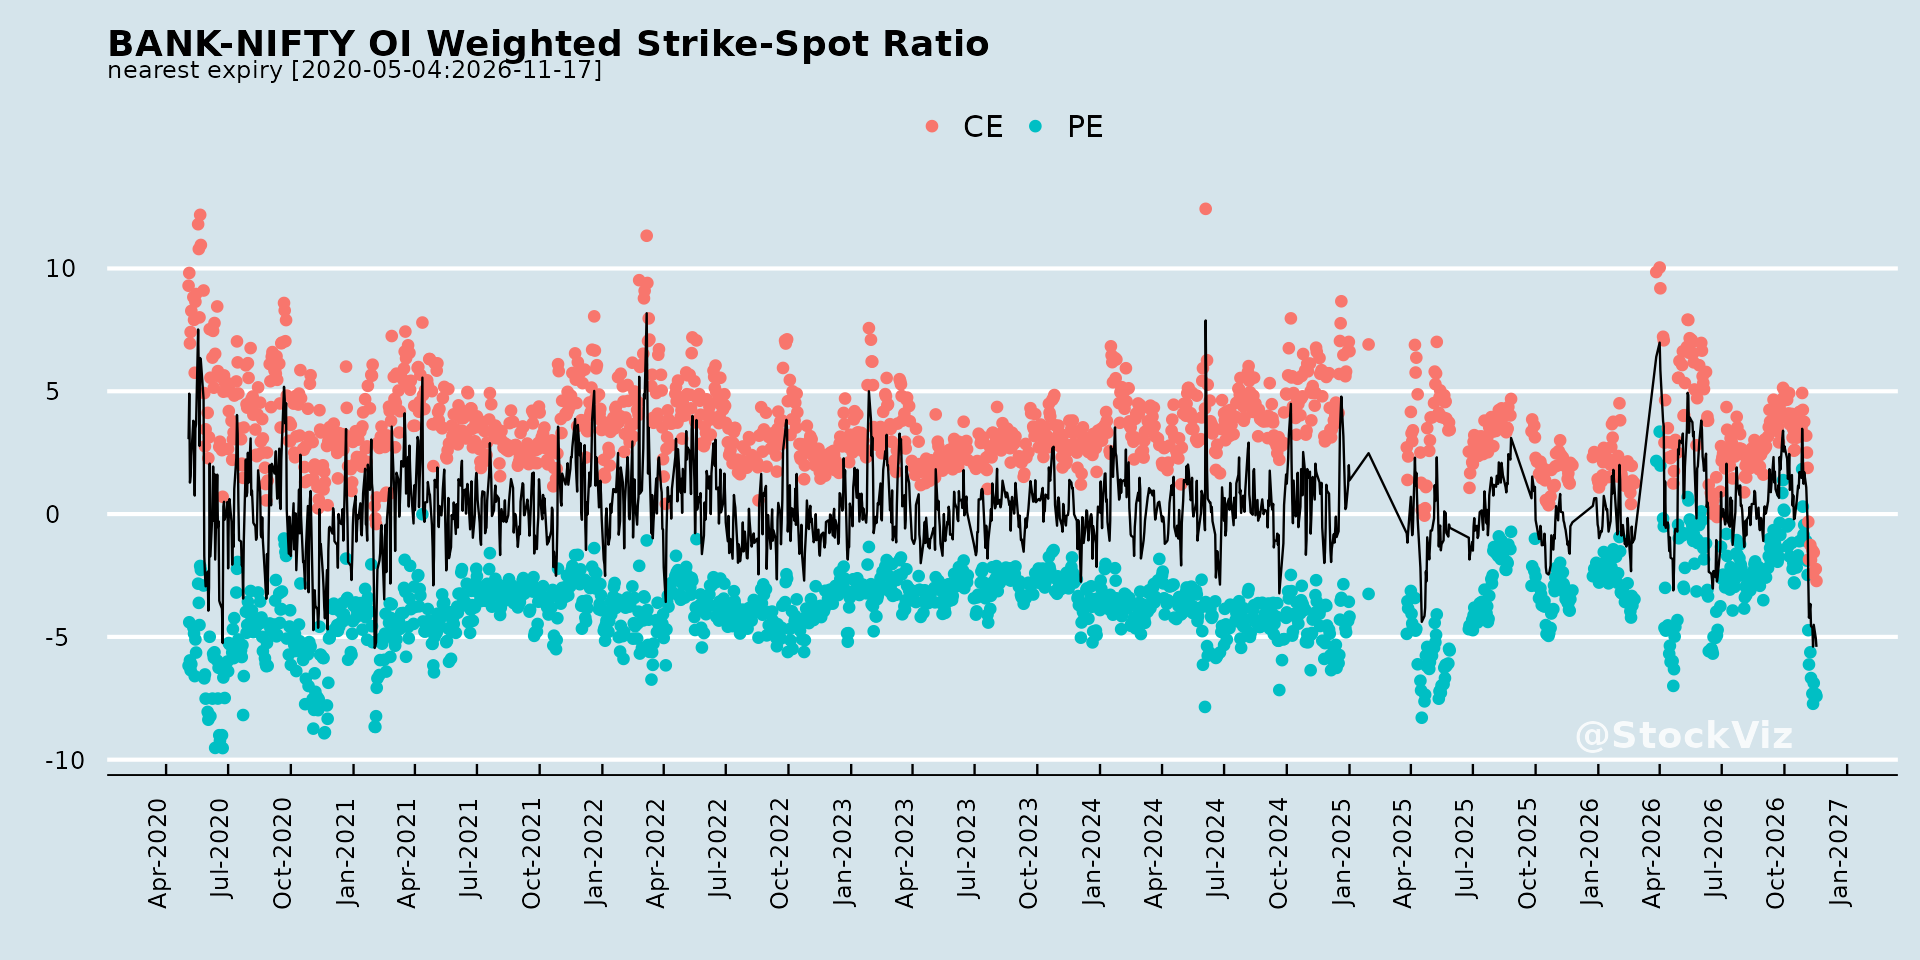 BANK-NIFTY OI Weighted Strike-Spot Ratio
nearest expiry [2020-05-04:2026-11-17]
CE PE
10
5
0
-5
-10
@StockViz
Apr-2020 Jul-2020 Oct-2020 Jan-2021 Apr-2021 Jul-2021 Oct-2021 Jan-2022 Apr-2022 Jul-2022 Oct-2022 Jan-2023 Apr-2023 Jul-2023 Oct-2023 Jan-2024 Apr-2024 Jul-2024 Oct-2024 Jan-2025 Apr-2025 Jul-2025 Oct-2025 Jan-2026 Apr-2026 Jul-2026 Oct-2026 Jan-2027